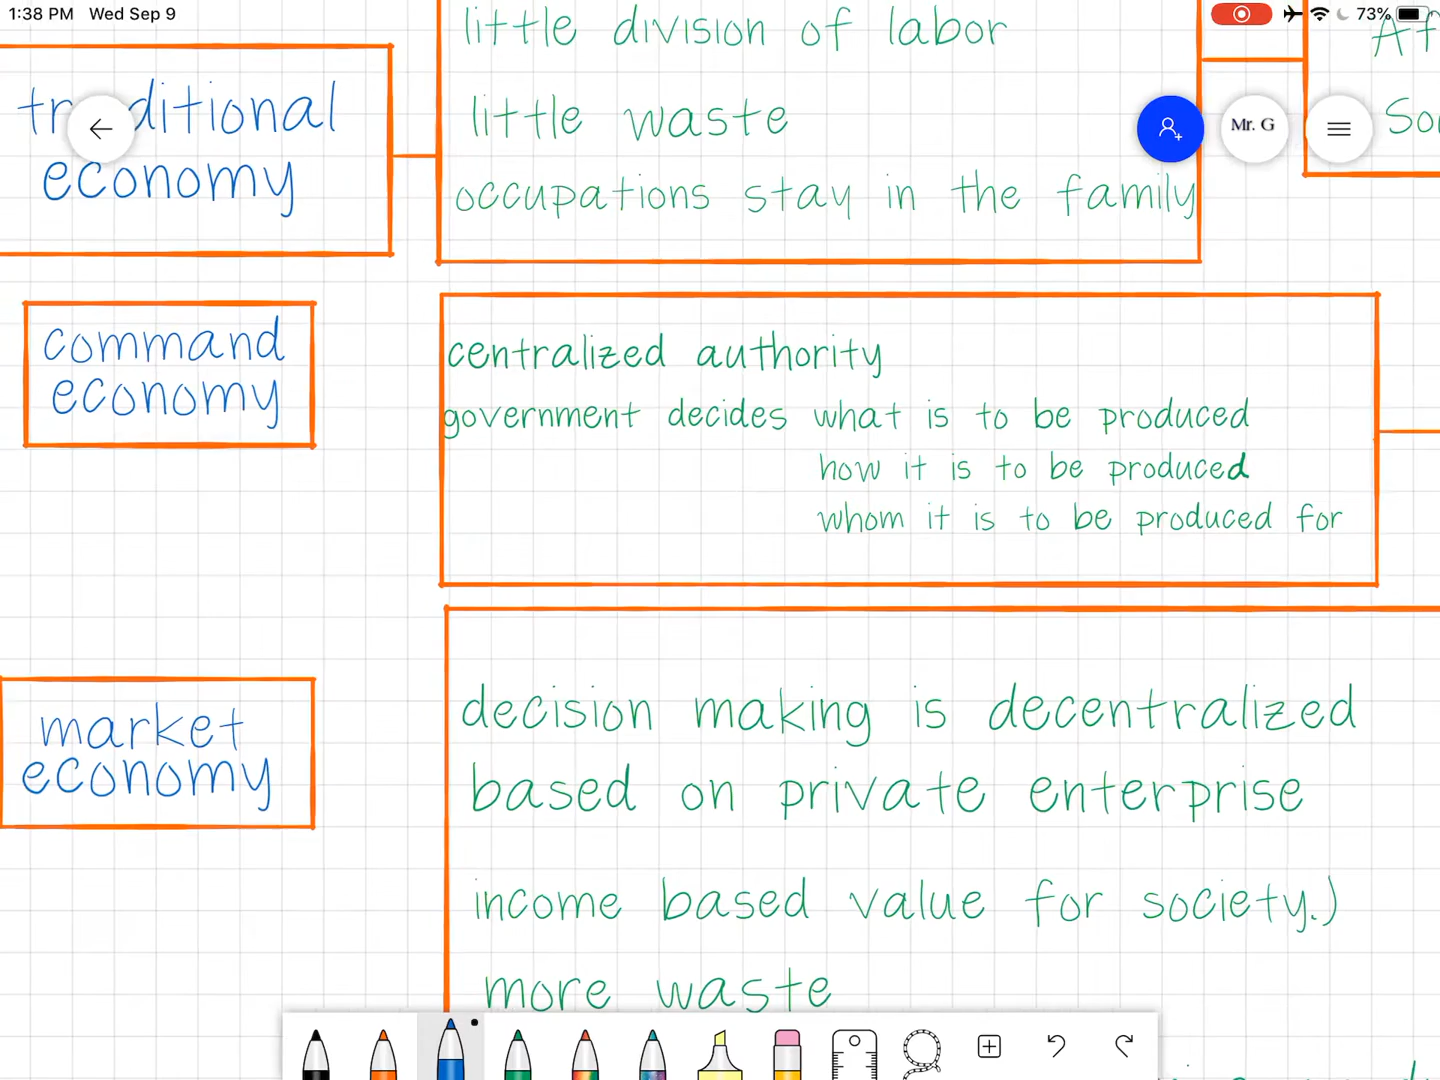 1:38 PM Wed Sep 9
73%
little division of labor
little waste
occupations stay in the family
economy
Mr. G
command
economy
centralized authority
government decides what is to be produced
how it is to be produced
whom it is to be produced for
market
economy
decision making is decentralized
based on private enterprise
income based value for society.)
more waste